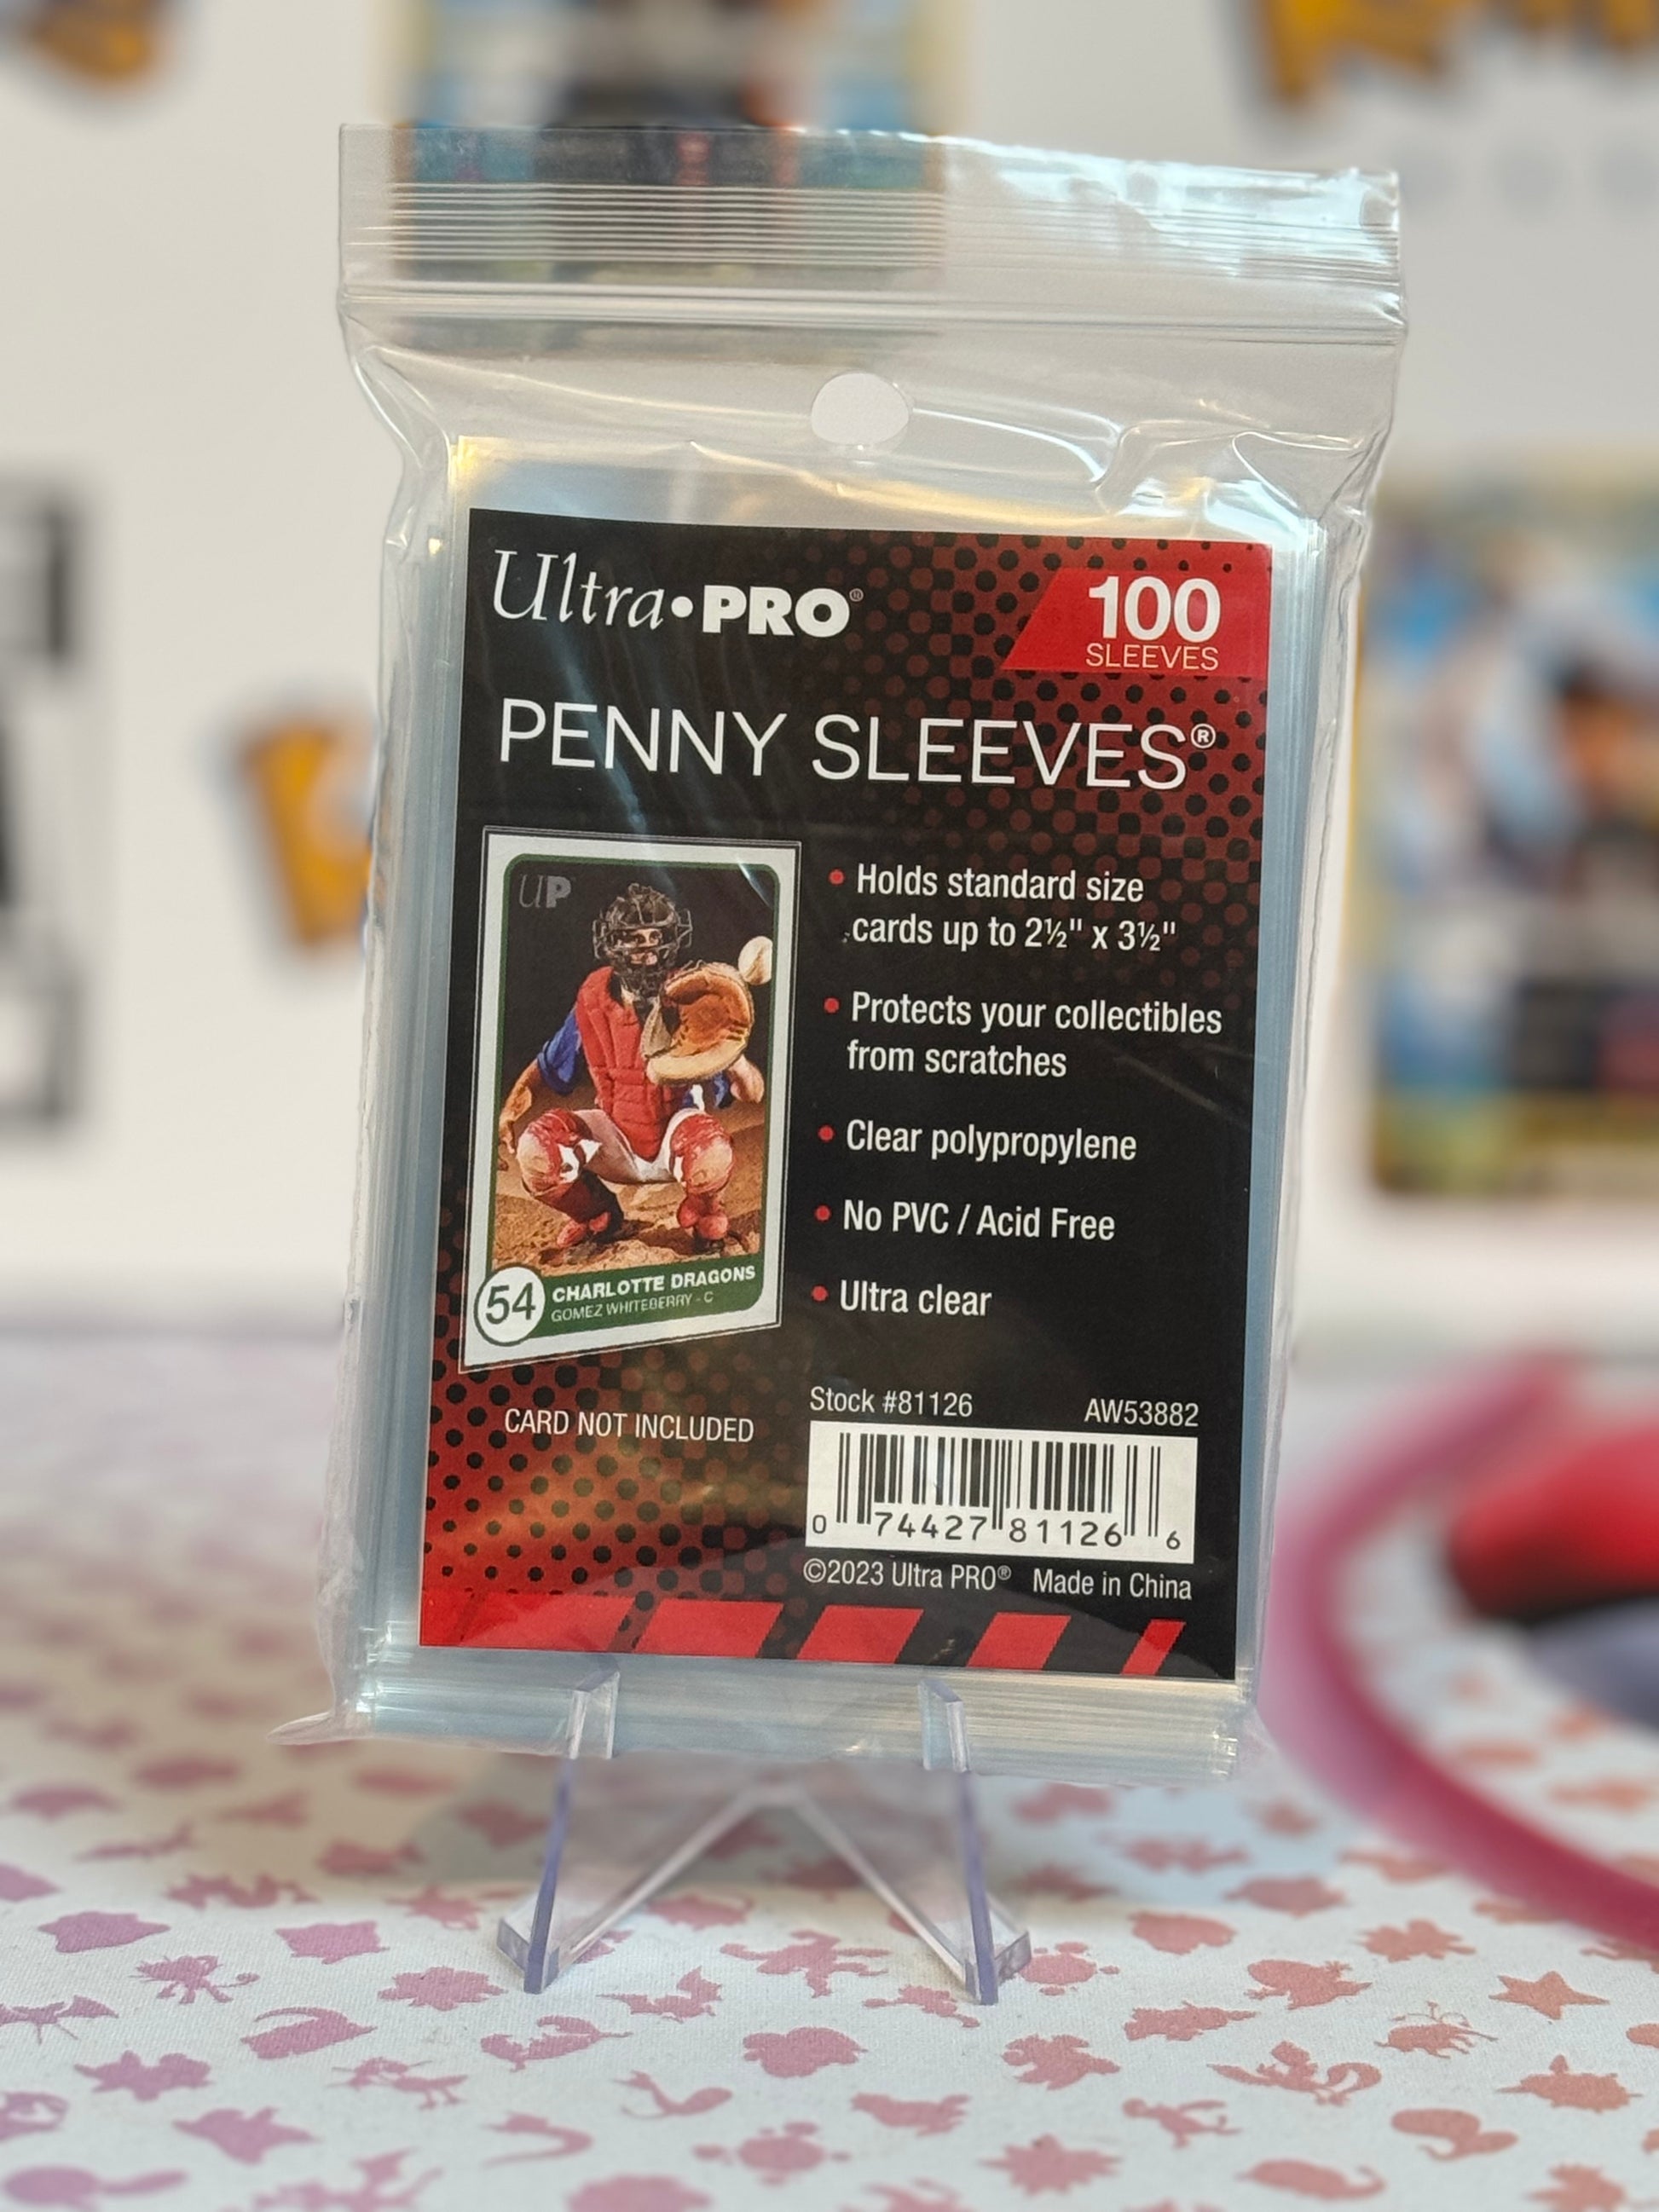 Ultra•PRO®
100
SLEEVES
PENNY SLEEVES®
UP
54
CHARLOTTE DRAGONS
GOMEZ WHITEBERRY - C
CARD NOT INCLUDED
• Holds standard size
cards up to 2½" x 3½"
• Protects your collectibles
from scratches
• Clear polypropylene
• No PVC / Acid Free
• Ultra clear
Stock #81126 AW53882
0 74427 81126 6
©2023 Ultra PRO® Made in China